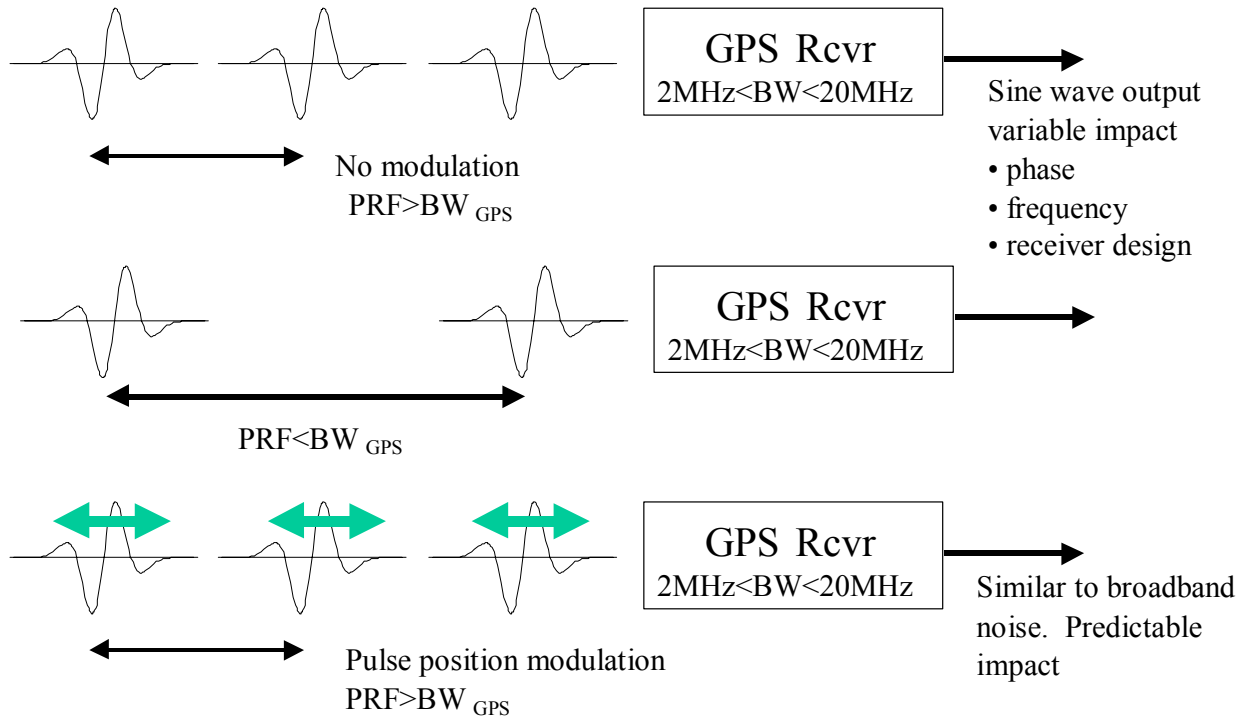 GPS Rcvr
2MHz<BW<20MHz
Sine wave output
variable impact
• phase
• frequency
• receiver design
No modulation
PRF>BW GPS
GPS Rcvr
2MHz<BW<20MHz
PRF<BW GPS
GPS Rcvr
2MHz<BW<20MHz
Similar to broadband
noise. Predictable
impact
Pulse position modulation
PRF>BW GPS